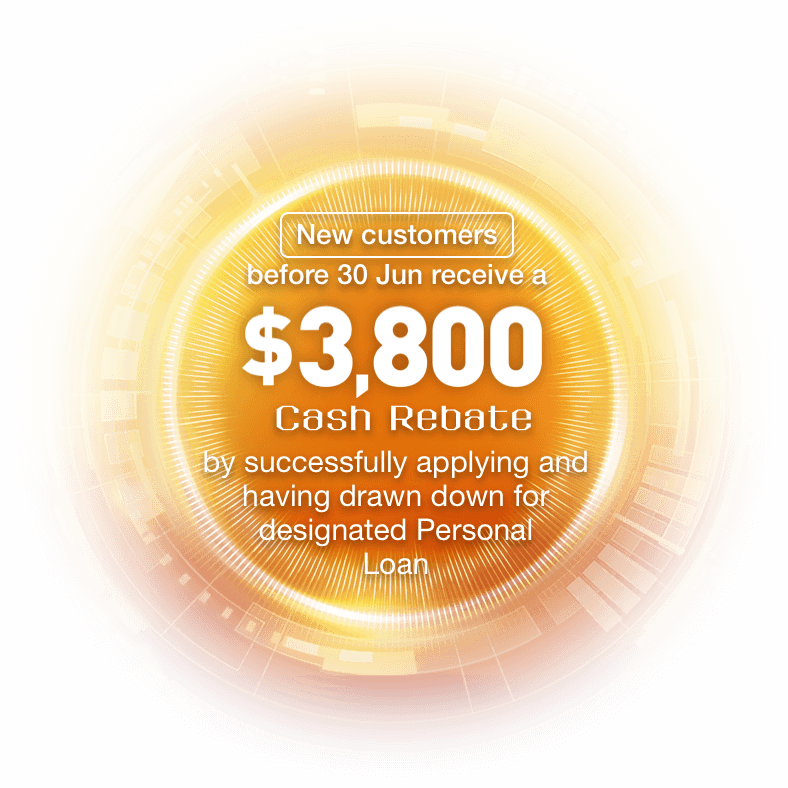 New customers
before 30 Jun receive a
$3,800
Cash Rebate
by successfully applying and
having drawn down for
designated Personal
Loan